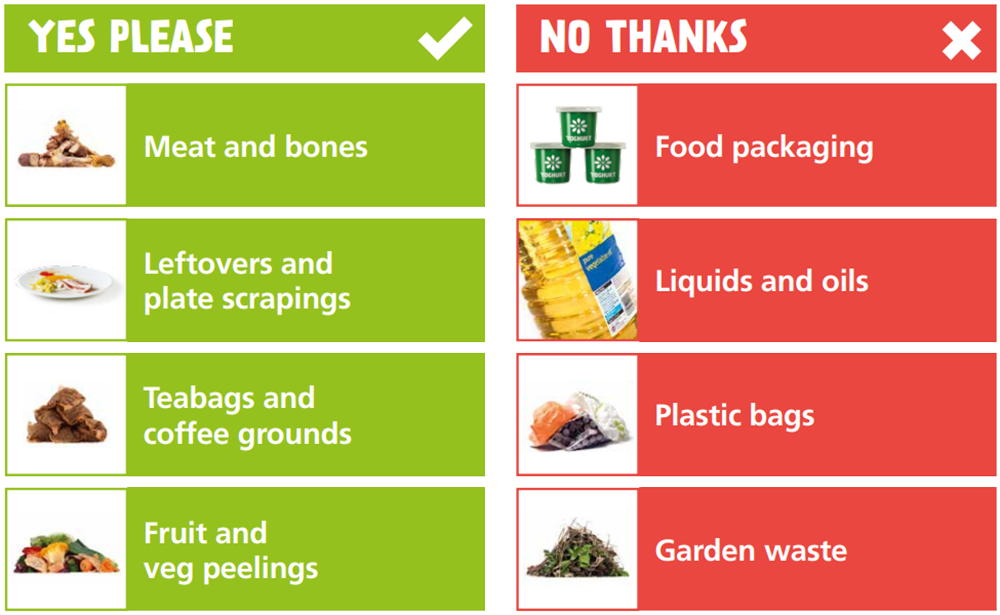 YES PLEASE
Meat and bones
Leftovers and
plate scrapings
Teabags and
coffee grounds
Fruit and
veg peelings
NO THANKS
YOGHURT
YOGHURT
YOGHURT
Food packaging
pure
vegetable oil
Liquids and oils
Plastic bags
Garden waste